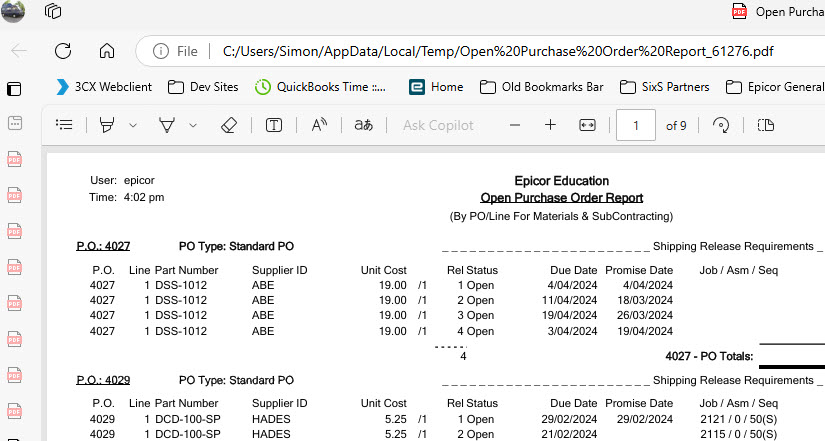 Open Purcha
File C:/Users/Simon/AppData/Local/Temp/Open%20Purchase%20Order%20Report_61276.pdf
3CX Webclient Dev Sites QuickBooks Time ::... Home Old Bookmarks Bar SixS Partners Epicor General
Ask Copilot 1 of 9
User: epicor Epicor Education
Time: 4:02 pm Open Purchase Order Report
(By PO/Line For Materials & SubContracting)
P.O.: 4027 PO Type: Standard PO Shipping Release Requirements
P.O. Line Part Number Supplier ID Unit Cost Rel Status Due Date Promise Date Job / Asm / Seq
4027 1 DSS-1012 ABE 19.00 /1 1 Open 4/04/2024 4/04/2024
4027 1 DSS-1012 ABE 19.00 /1 2 Open 11/04/2024 18/03/2024
4027 1 DSS-1012 ABE 19.00 /1 3 Open 19/04/2024 26/03/2024
4027 1 DSS-1012 ABE 19.00 /1 4 Open 3/04/2024 19/04/2024
4 4027 - PO Totals:
P.O.: 4029 PO Type: Standard PO Shipping Release Requirements
P.O. Line Part Number Supplier ID Unit Cost Rel Status Due Date Promise Date Job / Asm / Seq
4029 1 DCD-100-SP HADES 5.25 /1 1 Open 29/02/2024 29/02/2024 2121 / 0 / 50(S)
4029 1 DCD-100-SP HADES 5.25 /1 2 Open 21/02/2024 2115 / 0 / 50(S)